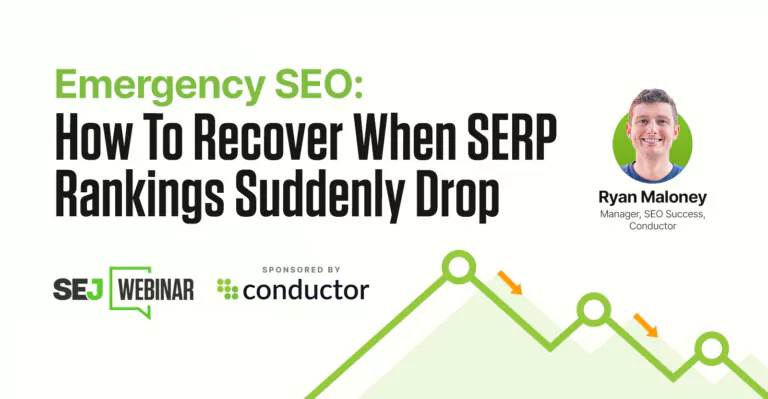 Emergency SEO:
How To Recover When SERP
Rankings Suddenly Drop
Ryan Maloney
Manager, SEO Success,
Conductor
SEJ WEBINAR
SPONSORED BY
conductor